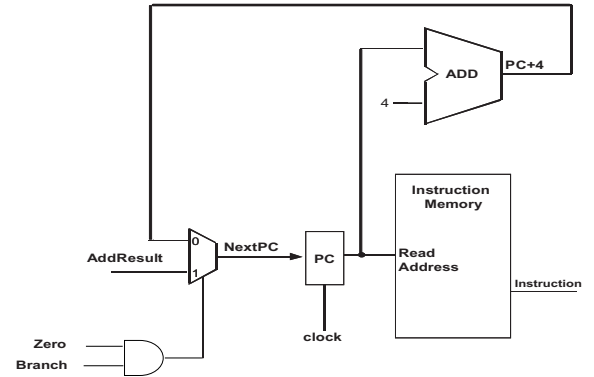 ADD
PC+4
4
Instruction
Memory
0
NextPC
AddResult
1
PC
Read
Address
Instruction
clock
Zero
Branch